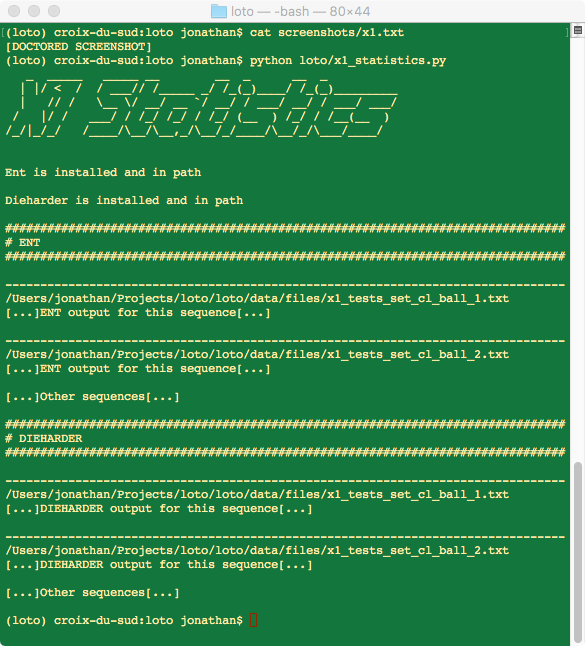 loto — -bash — 80×44
(loto) croix-du-sud:loto jonathan$ cat screenshots/x1.txt
[DOCTORED SCREENSHOT]
(loto) croix-du-sud:loto jonathan$ python loto/x1_statistics.py
X1 Statistics
Ent is installed and in path
Dieharder is installed and in path
################################################################################
# ENT
################################################################################
--------------------------------------------------------------------------------
/Users/jonathan/Projects/loto/loto/data/files/x1_tests_set_cl_ball_1.txt
[...]ENT output for this sequence[...]
--------------------------------------------------------------------------------
/Users/jonathan/Projects/loto/loto/data/files/x1_tests_set_cl_ball_2.txt
[...]ENT output for this sequence[...]
[...]Other sequences[...]
################################################################################
# DIEHARDER
################################################################################
--------------------------------------------------------------------------------
/Users/jonathan/Projects/loto/loto/data/files/x1_tests_set_cl_ball_1.txt
[...]DIEHARDER output for this sequence[...]
--------------------------------------------------------------------------------
/Users/jonathan/Projects/loto/loto/data/files/x1_tests_set_cl_ball_2.txt
[...]DIEHARDER output for this sequence[...]
[...]Other sequences[...]
(loto) croix-du-sud:loto jonathan$